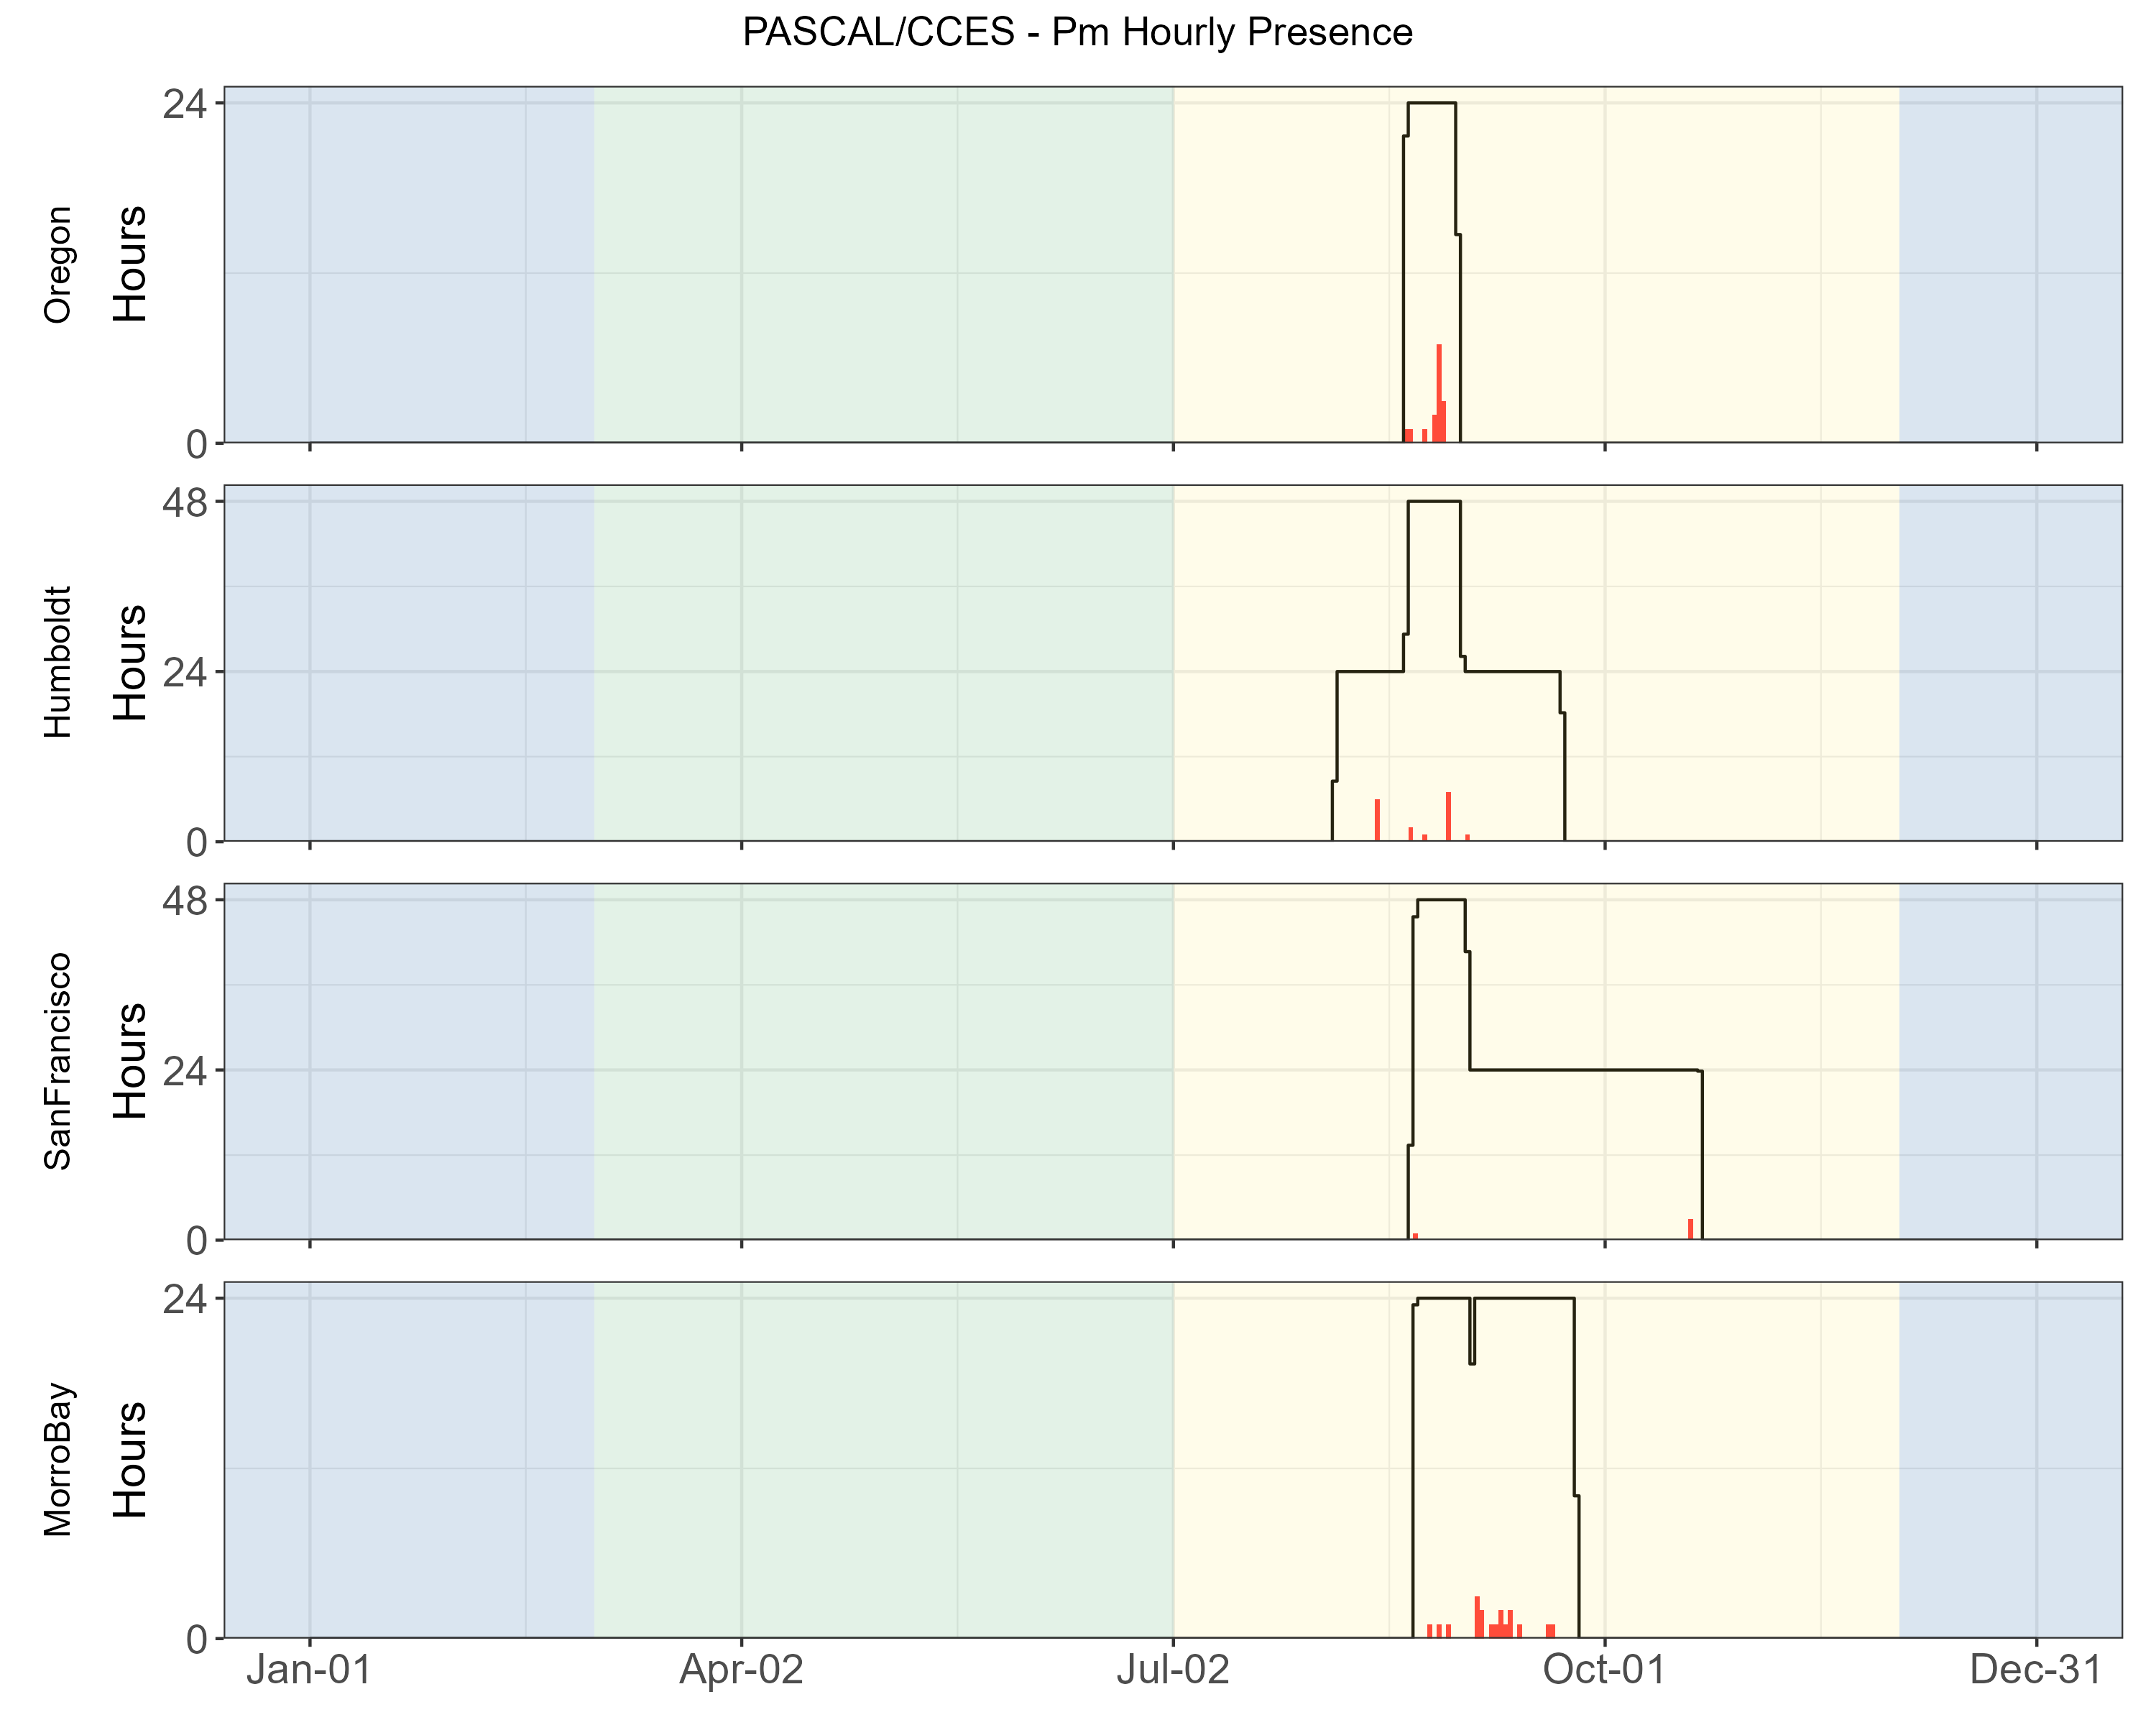 PASCAL/CCES - Pm Hourly Presence
Oregon
Hours
24
0
Humboldt
Hours
48
24
0
SanFrancisco
Hours
48
24
0
MorroBay
Hours
24
0
Jan-01 Apr-02 Jul-02 Oct-01 Dec-31